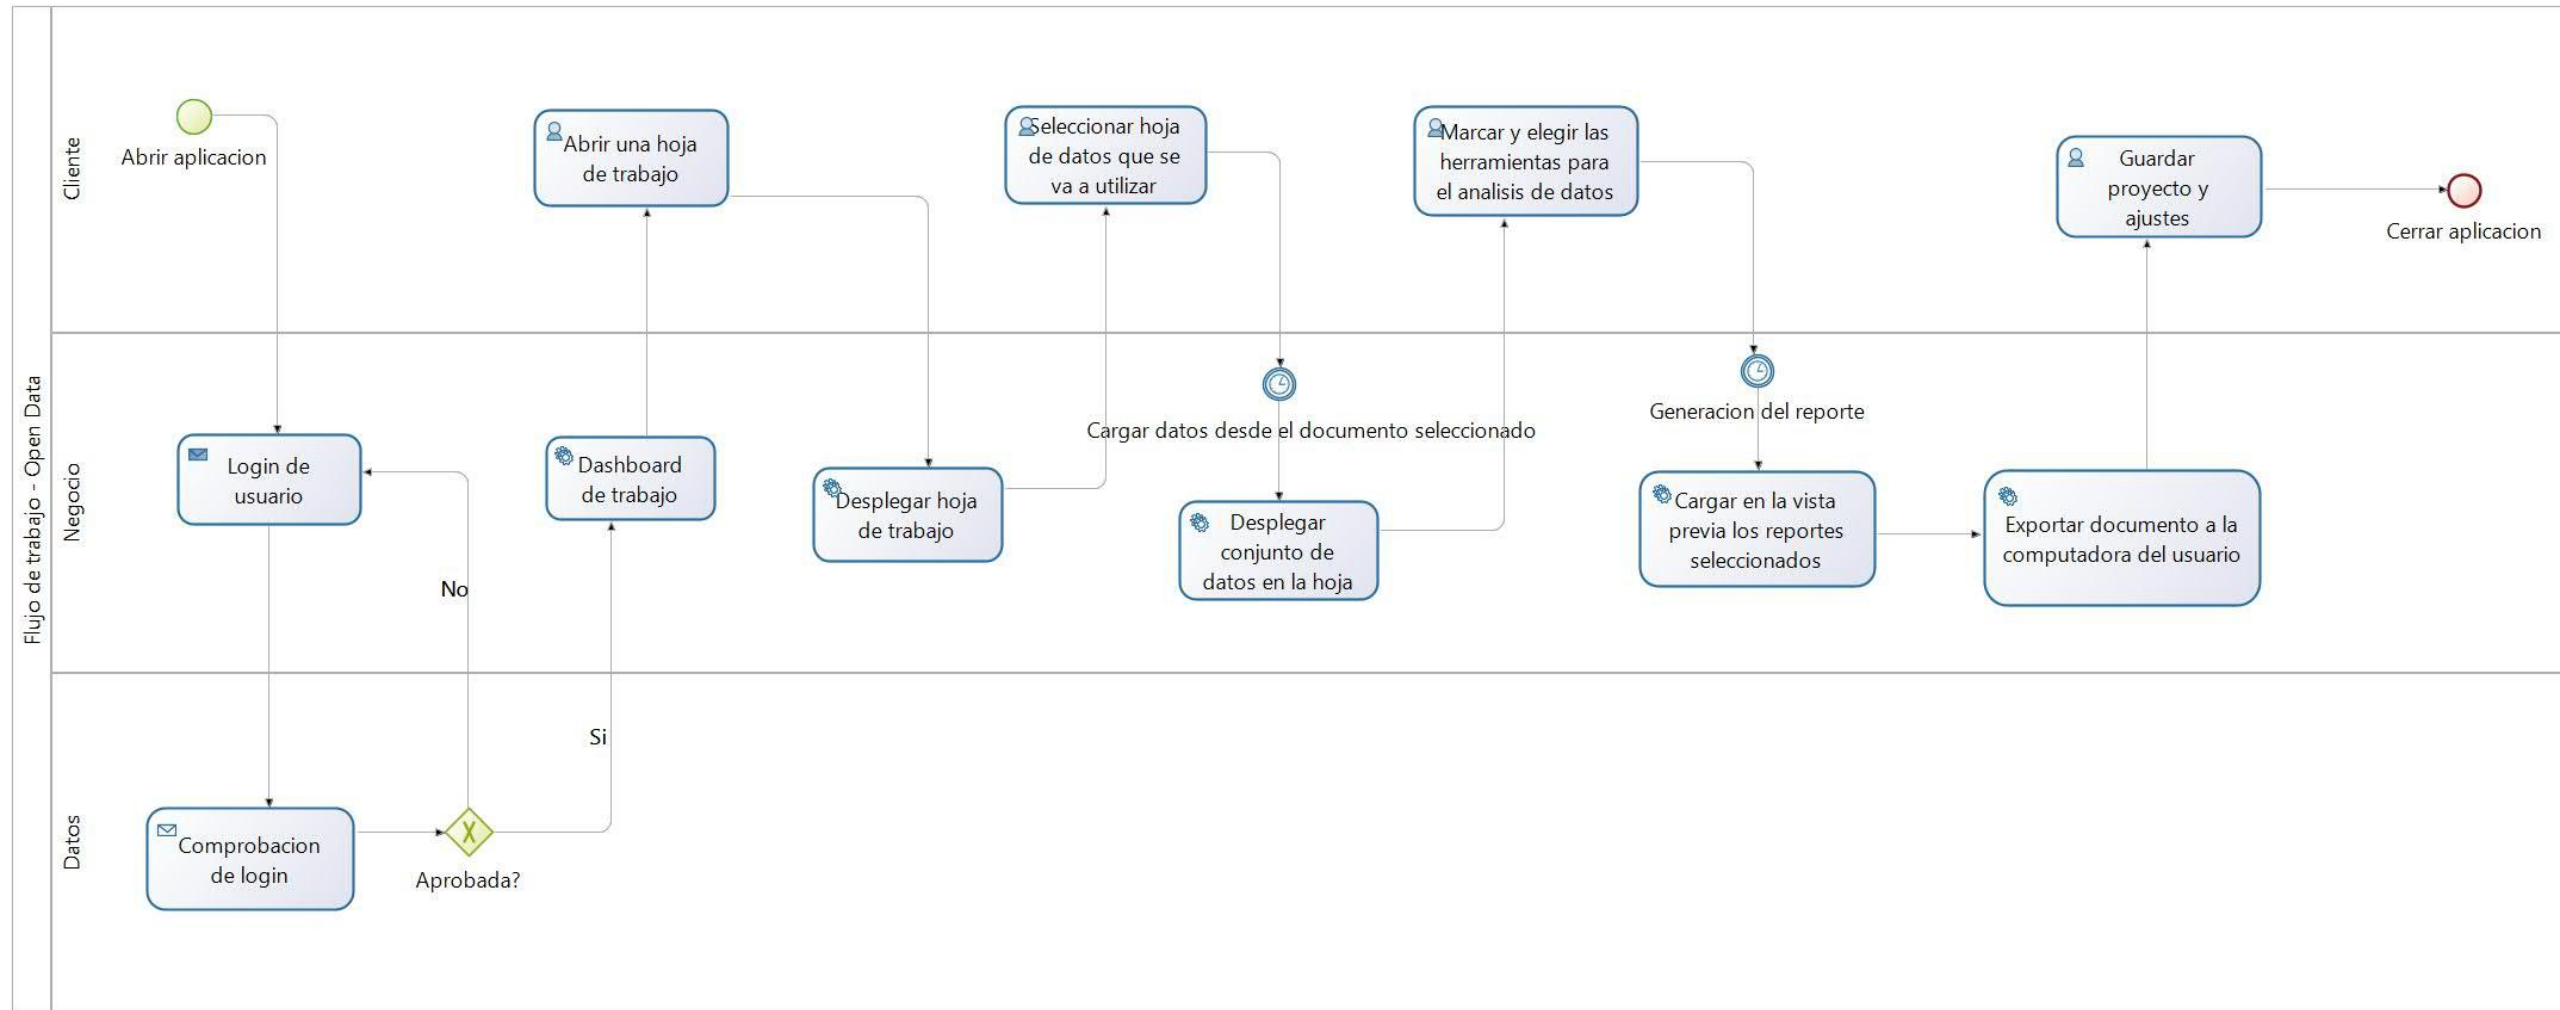 Flujo de trabajo - Open Data
Cliente
Abrir aplicacion
Abrir una hoja
de trabajo
Seleccionar hoja
de datos que se
va a utilizar
Marcar y elegir las
herramientas para
el analisis de datos
Guardar
proyecto y
ajustes
Cerrar aplicacion
Negocio
Login de
usuario
No
Dashboard
de trabajo
Desplegar hoja
de trabajo
Cargar datos desde el documento seleccionado
Desplegar
conjunto de
datos en la hoja
Generacion del reporte
Cargar en la vista
previa los reportes
seleccionados
Exportar documento a la
computadora del usuario
Datos
Comprobacion
de login
Aprobada?
Si